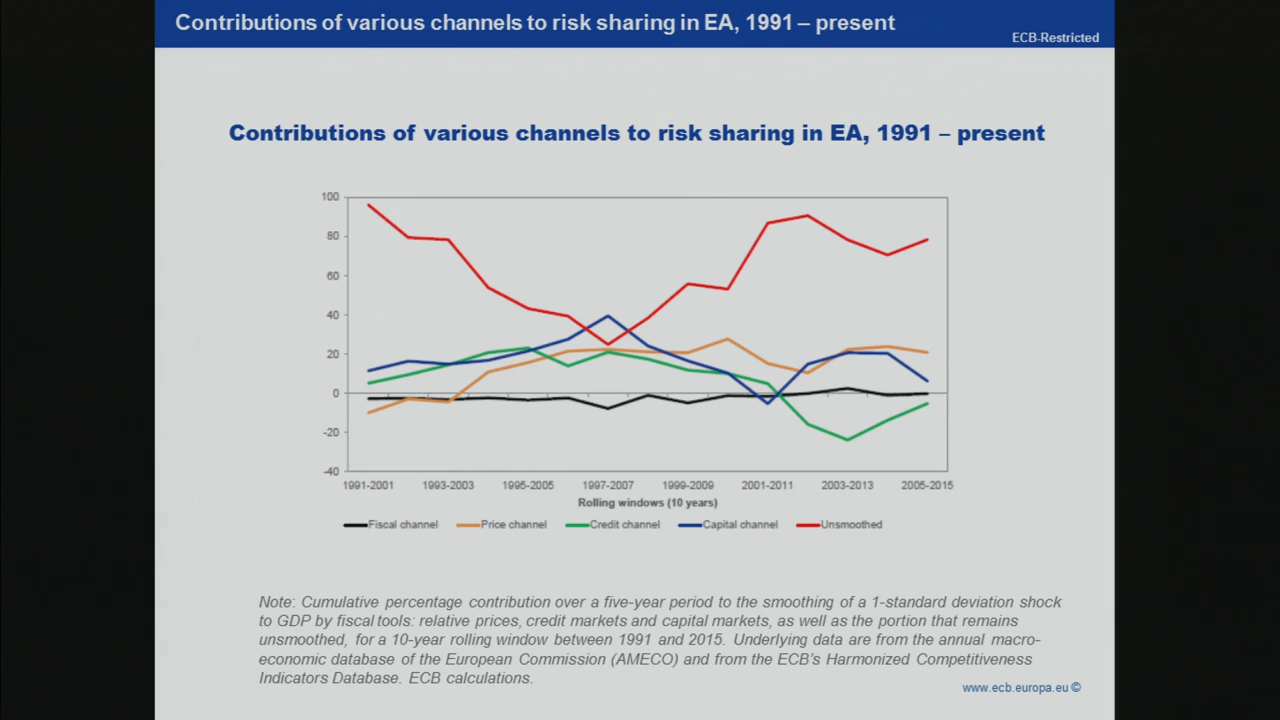 Contributions of various channels to risk sharing in EA, 1991 – present
ECB-Restricted
Contributions of various channels to risk sharing in EA, 1991 – present
100
80
60
40
20
0
-20
-40
1991-2001 1993-2003 1995-2005 1997-2007 1999-2009 2001-2011 2003-2013 2005-2015
Rolling windows (10 years)
Fiscal channel Price channel Credit channel Capital channel Unsmoothed
Note: Cumulative percentage contribution over a five-year period to the smoothing of a 1-standard deviation shock
to GDP by fiscal tools: relative prices, credit markets and capital markets, as well as the portion that remains
unsmoothed, for a 10-year rolling window between 1991 and 2015. Underlying data are from the annual macro-
economic database of the European Commission (AMECO) and from the ECB's Harmonized Competitiveness
Indicators Database. ECB calculations.
www.ecb.europa.eu ©